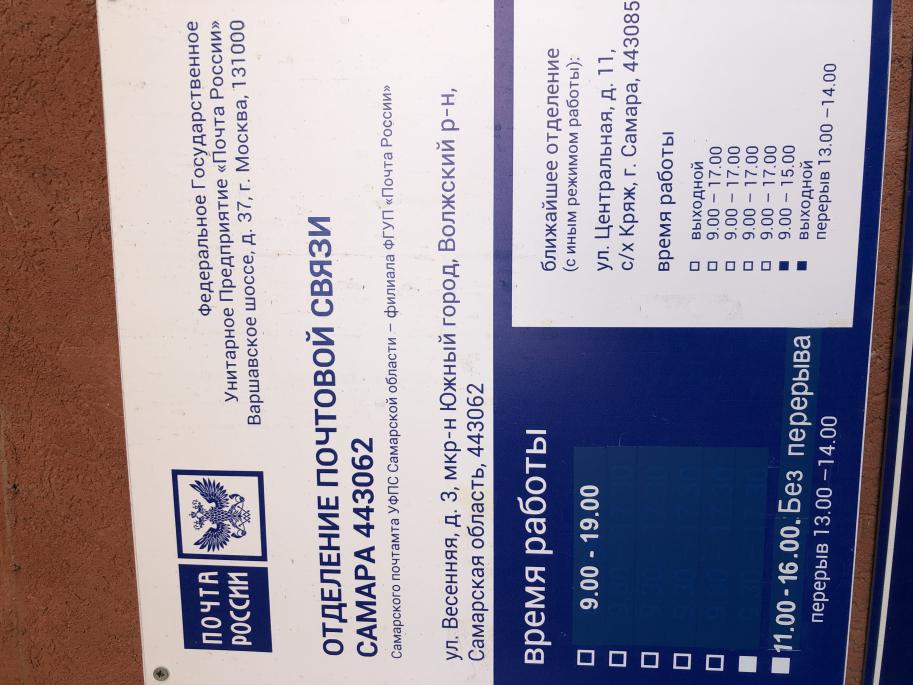 ПОЧТА
РОССИИ
Федеральное Государственное
Унитарное Предприятие «Почта России»
Варшавское шоссе, д. 37, г. Москва, 131000
ОТДЕЛЕНИЕ ПОЧТОВОЙ СВЯЗИ
САМАРА 443062
Самарского почтамта УФПС Самарской области – филиала ФГУП «Почта России»
ул. Весенняя, д. 3, мкр-н Южный город, Волжский р-н,
Самарская область, 443062
время работы
9.00 - 19.00
11.00 - 16.00. Без перерыва
перерыв 13.00 –14.00
ближайшее отделение
(с иным режимом работы):
ул. Центральная, д. 11,
с/х Кряж, г. Самара, 443085
время работы
выходной
9.00 – 17.00
9.00 – 17.00
9.00 – 17.00
9.00 – 17.00
9.00 – 15.00
выходной
перерыв 13.00 –14.00